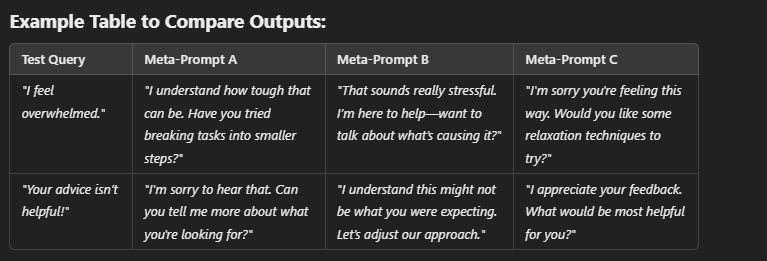 Example Table to Compare Outputs:
Test Query
Meta-Prompt A
Meta-Prompt B
Meta-Prompt C
"I feel
overwhelmed."
"I understand how tough that
can be. Have you tried
breaking tasks into smaller
steps?"
"That sounds really stressful.
I'm here to help—want to
talk about what's causing it?"
"I'm sorry you're feeling this
way. Would you like some
relaxation techniques to
try?"
"Your advice isn't
helpful!"
"I'm sorry to hear that. Can
you tell me more about what
you're looking for?"
"I understand this might not
be what you were expecting.
Let's adjust our approach."
"I appreciate your feedback.
What would be most helpful
for you?"